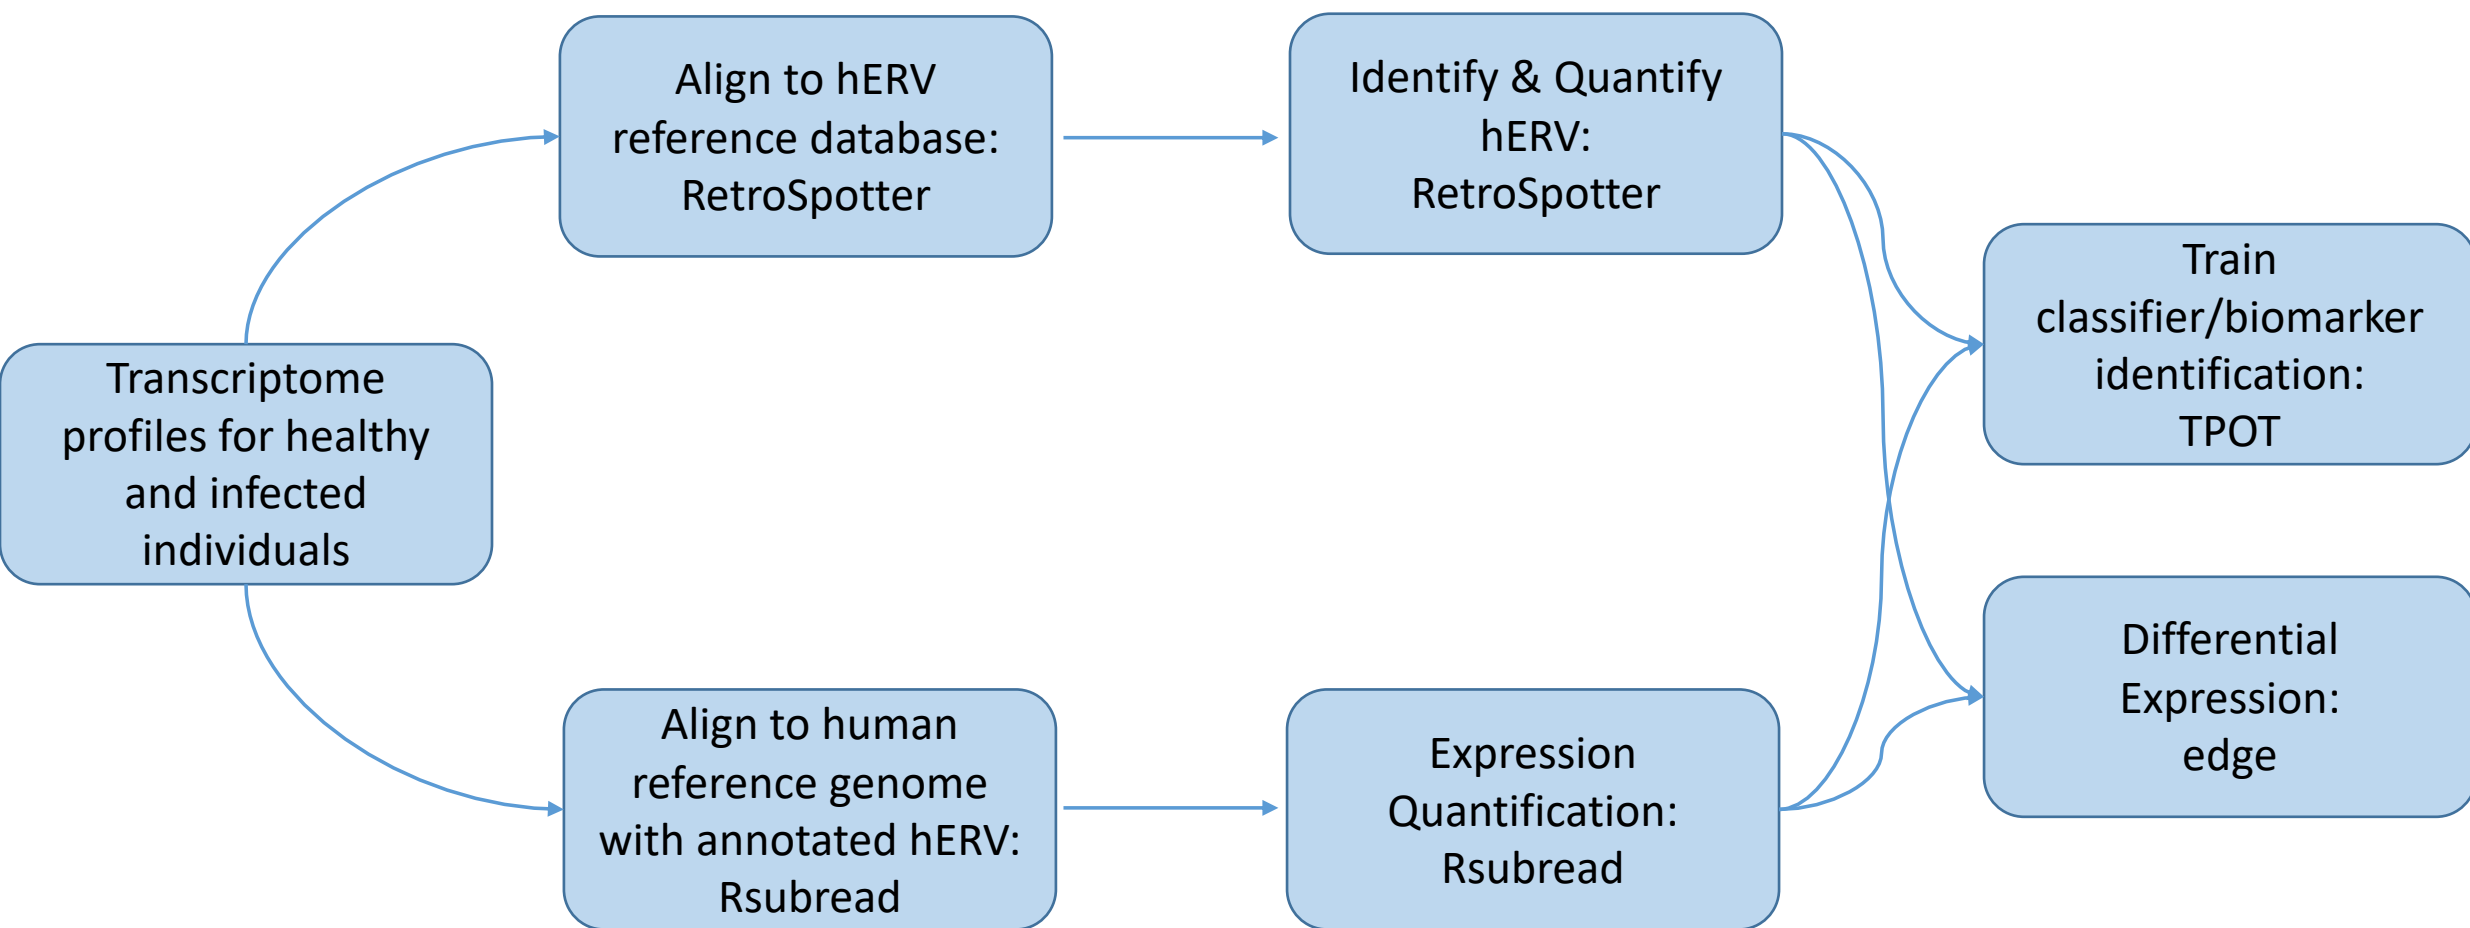 Align to hERV
reference database:
RetroSpotter
Identify & Quantify
hERV:
RetroSpotter
Train
classifier/biomarker
identification:
TPOT
Transcriptome
profiles for healthy
and infected
individuals
Differential
Expression:
edge
Align to human
reference genome
with annotated hERV:
Rsubread
Expression
Quantification:
Rsubread